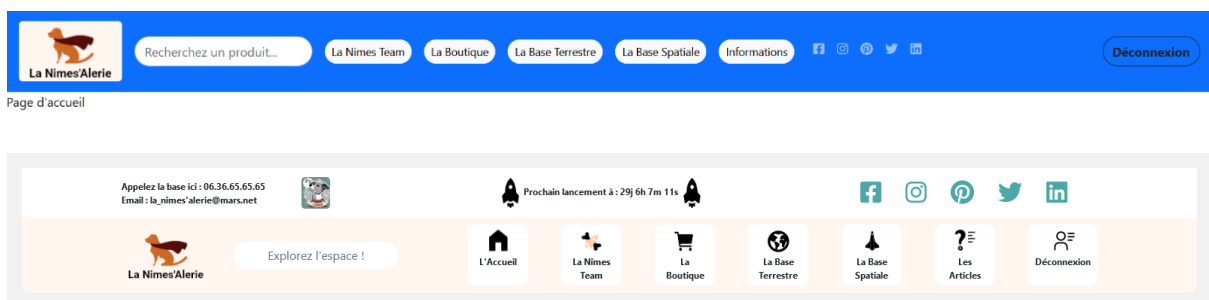 La Nimes'Alerie
Recherchez un produit...
La Nimes Team
La Boutique
La Base Terrestre
La Base Spatiale
Informations
Déconnexion
Page d'accueil
Appelez la base ici : 06.36.65.65.65
Email : la_nimes'alerie@mars.net
Prochain lancement à : 29j 6h 7m 11s
La Nimes'Alerie
Explorez l'espace !
L'Accueil
La Nîmes
Team
La
Boutique
La Base
Terrestre
La Base
Spatiale
Les
Articles
Déconnexion